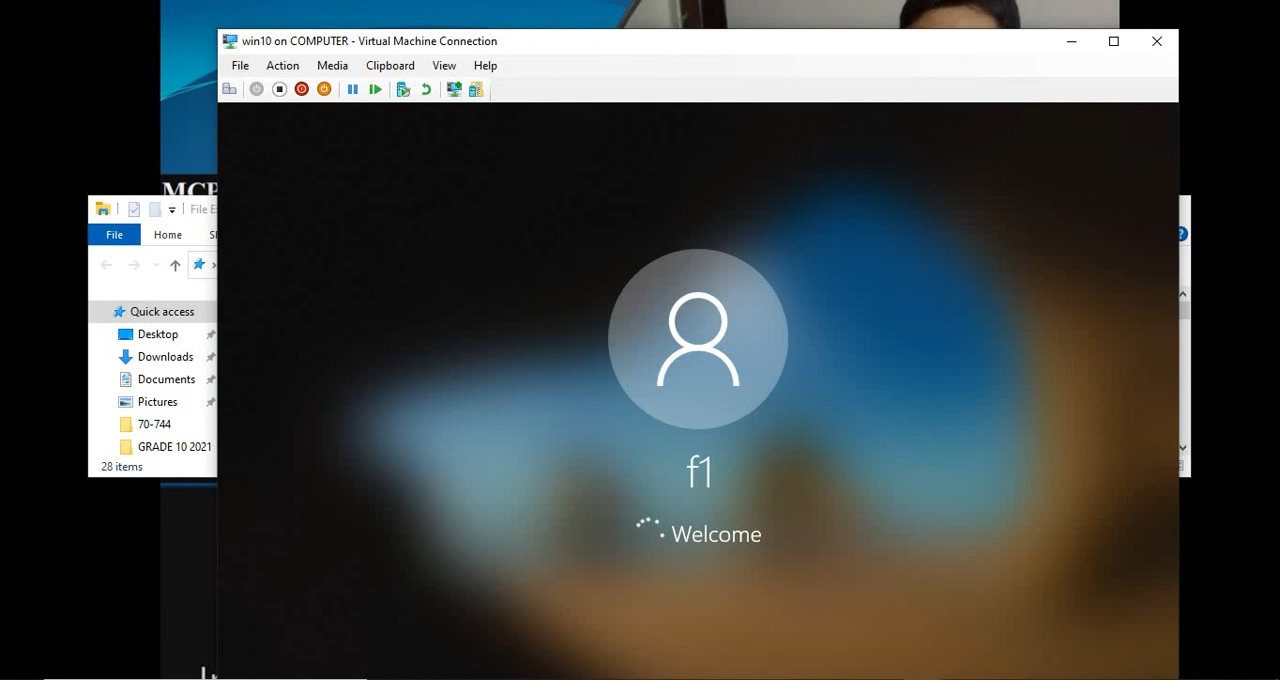 win10 on COMPUTER - Virtual Machine Connection
File Action Media Clipboard View Help
MCP
File
Home
Quick access
Desktop
Downloads
Documents
Pictures
70-744
GRADE 10 2021
28 items
f1
Welcome